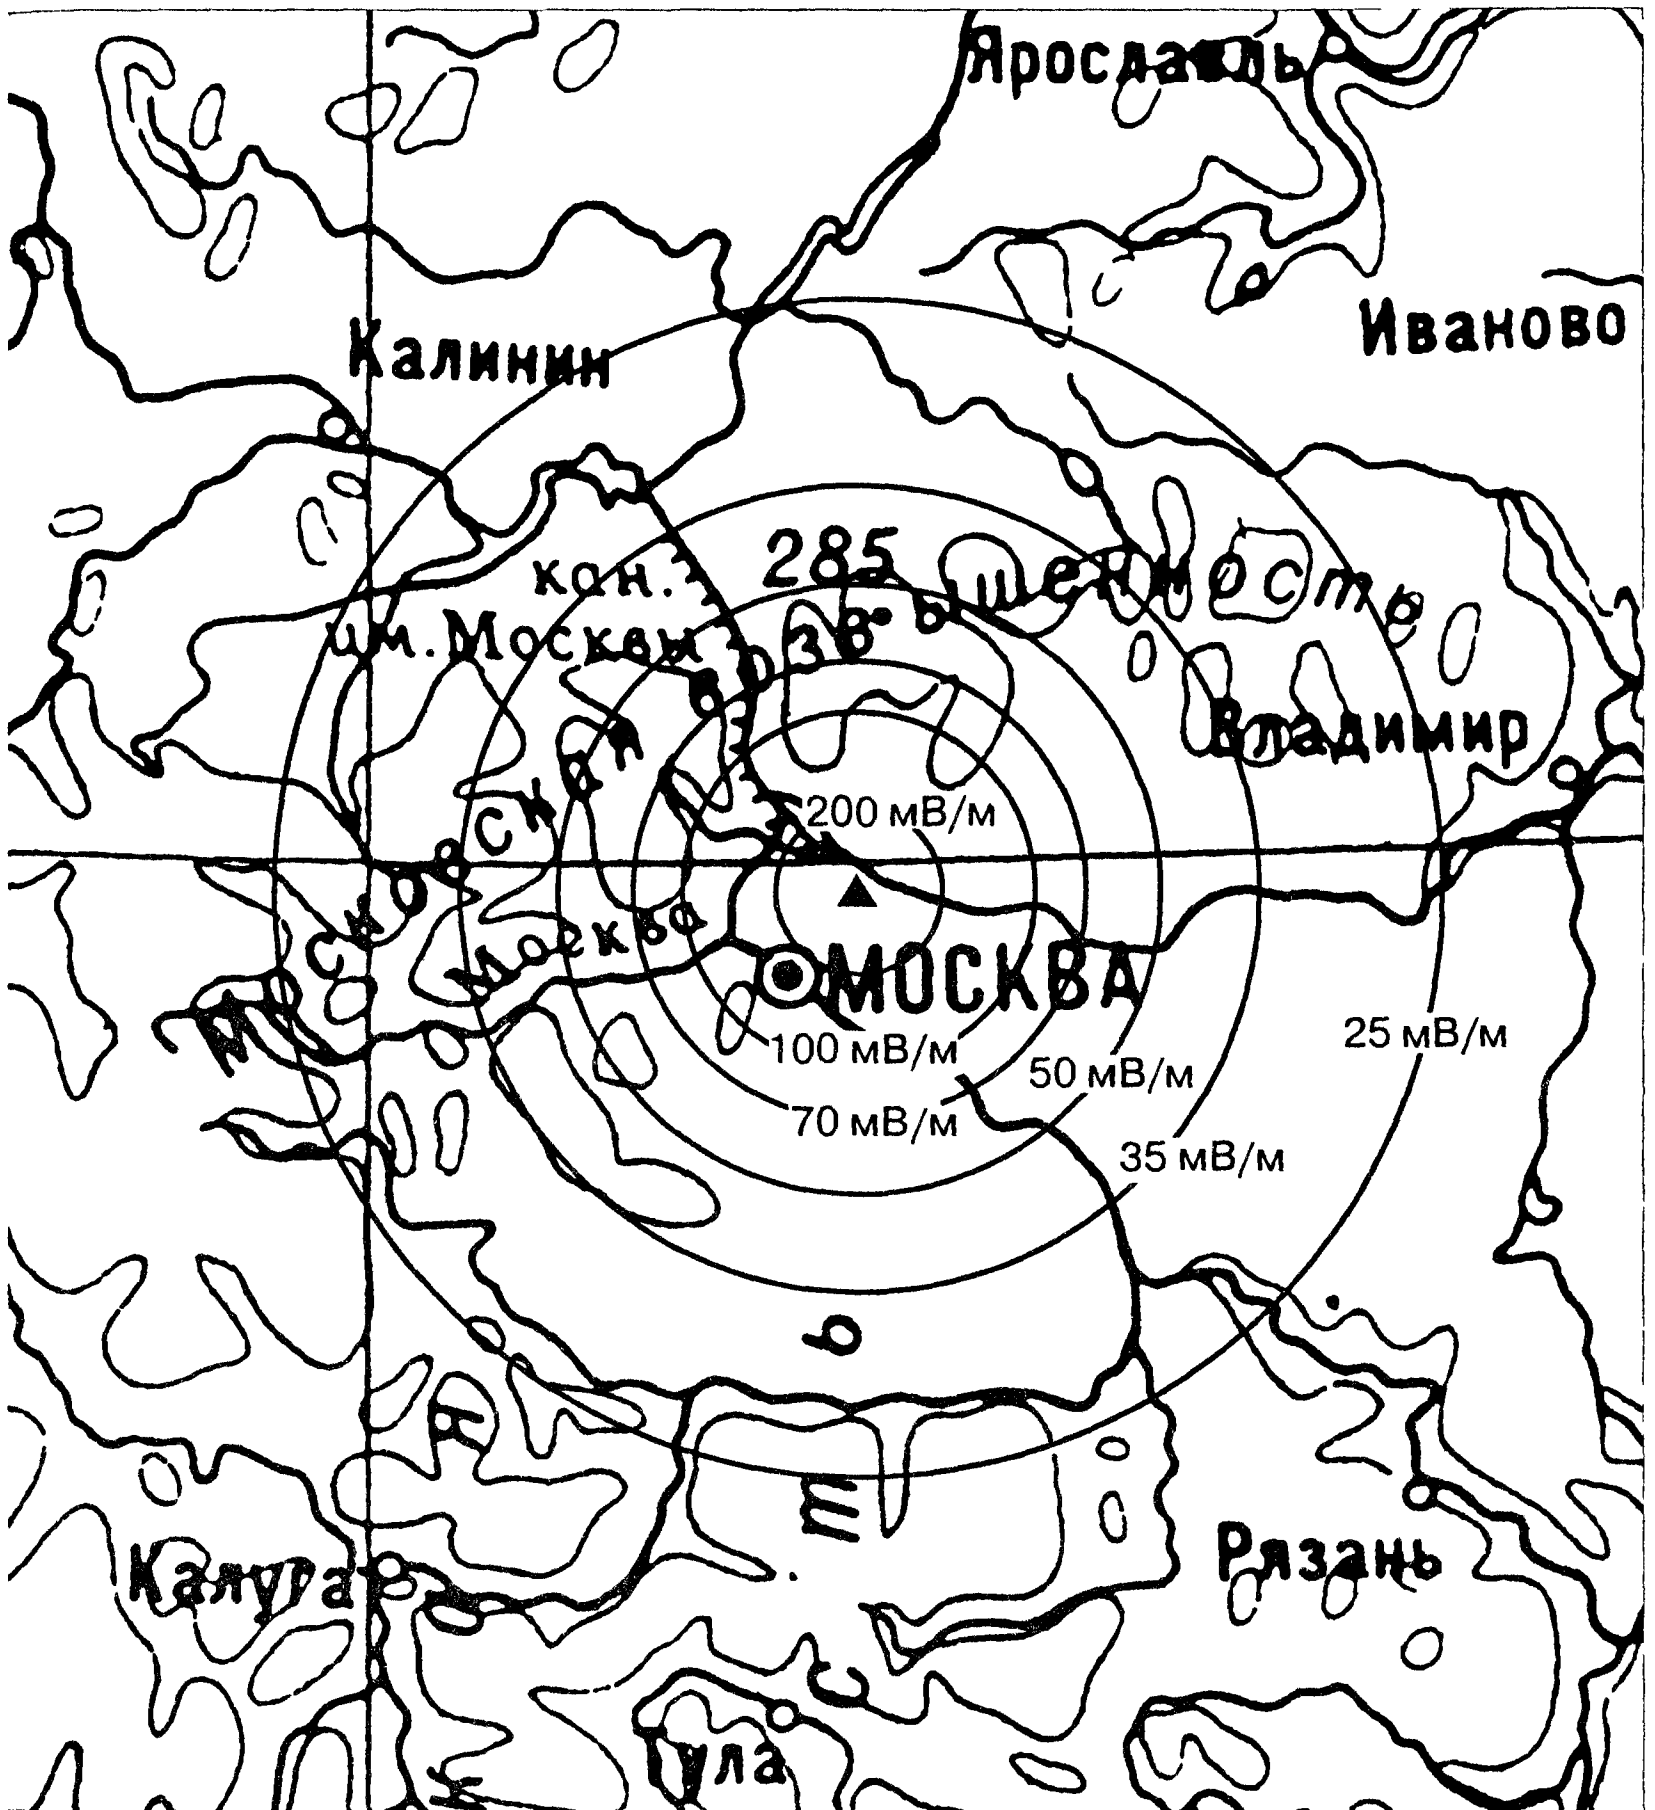 Ярославль
Иваново
Калинин
285
кан.
им. Москвы
возвышенность
Владимир
200 мВ/м
Москва
МОСКВА
25 мВ/м
100 мВ/м
50 мВ/м
70 мВ/м
35 мВ/м
Рязань
Калуга
Тула